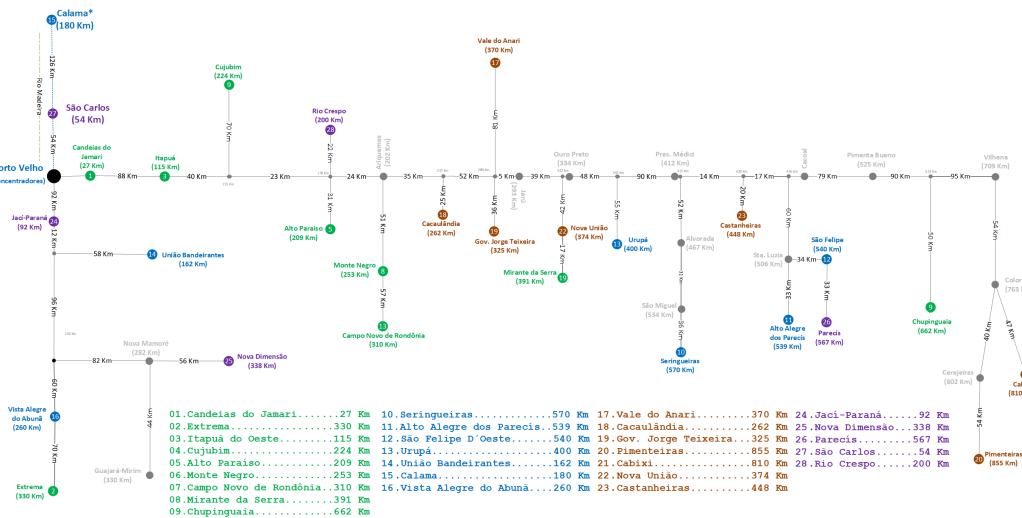 Calama*
(180 Km)
126 Km
Rio Madeira
São Carlos
(54 Km)
54 Km
orto Velho
oncentradores)
Candeias do
Jamari
(27 Km)
88 Km
Itapuá
(115 Km)
40 Km
Cujubim
(224 Km)
70 Km
23 Km
Rio Crespo
(200 Km)
21 Km
24 Km
31 Km
Alto Paraíso
(209 Km)
Ariquemes
(202 Km)
35 Km
51 Km
Monte Negro
(253 Km)
57 Km
Campo Novo de Rondônia
(310 Km)
52 Km
Cacaulândia
(262 Km)
52 Km
Vale do Anari
(370 Km)
81 Km
36 Km
Gov. Jorge Teixeira
(325 Km)
5 Km
Jarú
(293 Km)
39 Km
Ouro Preto
(334 Km)
42 Km
Nova União
(374 Km)
17 Km
Mirante da Serra
(391 Km)
48 Km
55 Km
Urupá
(400 Km)
90 Km
Pres. Médici
(412 Km)
52 Km
Alvorada
(467 Km)
São Miguel
(534 Km)
36 Km
Seringueiras
(570 Km)
14 Km
20 Km
Castanheiras
(448 Km)
17 Km
60 Km
Sta. Luzia
(506 Km)
34 Km
São Felipe
(540 Km)
33 Km
Parecis
(567 Km)
33 Km
Alto Alegre
dos Parecis
(539 Km)
Cacoal
79 Km
Pimenta Bueno
(525 Km)
90 Km
50 Km
Chupinguaia
(662 Km)
95 Km
Vilhena
(709 Km)
54 Km
Color
(763
40 Km
47 Km
Cerejeiras
(802 Km)
Cal
(810
54 Km
Pimenteiras
(855 Km)
92 Km
Jací-Paraná
(92 Km)
12 Km
58 Km
União Bandeirantes
(162 Km)
96 Km
82 Km
Nova Mamoré
(282 Km)
56 Km
Nova Dimensão
(338 Km)
44 Km
Guajará-Mirim
(330 Km)
60 Km
Vista Alegre
do Abunã
(260 Km)
70 Km
Extrema
(330 Km)
01.Candeias do Jamari.......27 Km
02.Extrema.................330 Km
03.Itapuã do Oeste.........115 Km
04.Cujubim.................224 Km
05.Alto Paraiso............209 Km
06.Monte Negro.............253 Km
07.Campo Novo de Rondônia..310 Km
08.Mirante da Serra........391 Km
09.Chupinguaia.............662 Km
10.Seringueiras............570 Km
11.Alto Alegre dos Parecis..539 Km
12.São Felipe D´Oeste......540 Km
13.Urupá...................400 Km
14.União Bandeirantes......162 Km
15.Calama..................180 Km
16.Vista Alegre do Abunã...260 Km
17.Vale do Anari.......370 Km
18.Cacaulândia.........262 Km
19.Gov. Jorge Teixeira..325 Km
20.Pimenteiras.........855 Km
21.Cabixi..............810 Km
22.Nova União..........374 Km
23.Castanheiras........448 Km
24.Jací-Paraná......92 Km
25.Nova Dimensão...338 Km
26.Parecis.........567 Km
27.São Carlos.......54 Km
28.Rio Crespo......200 Km